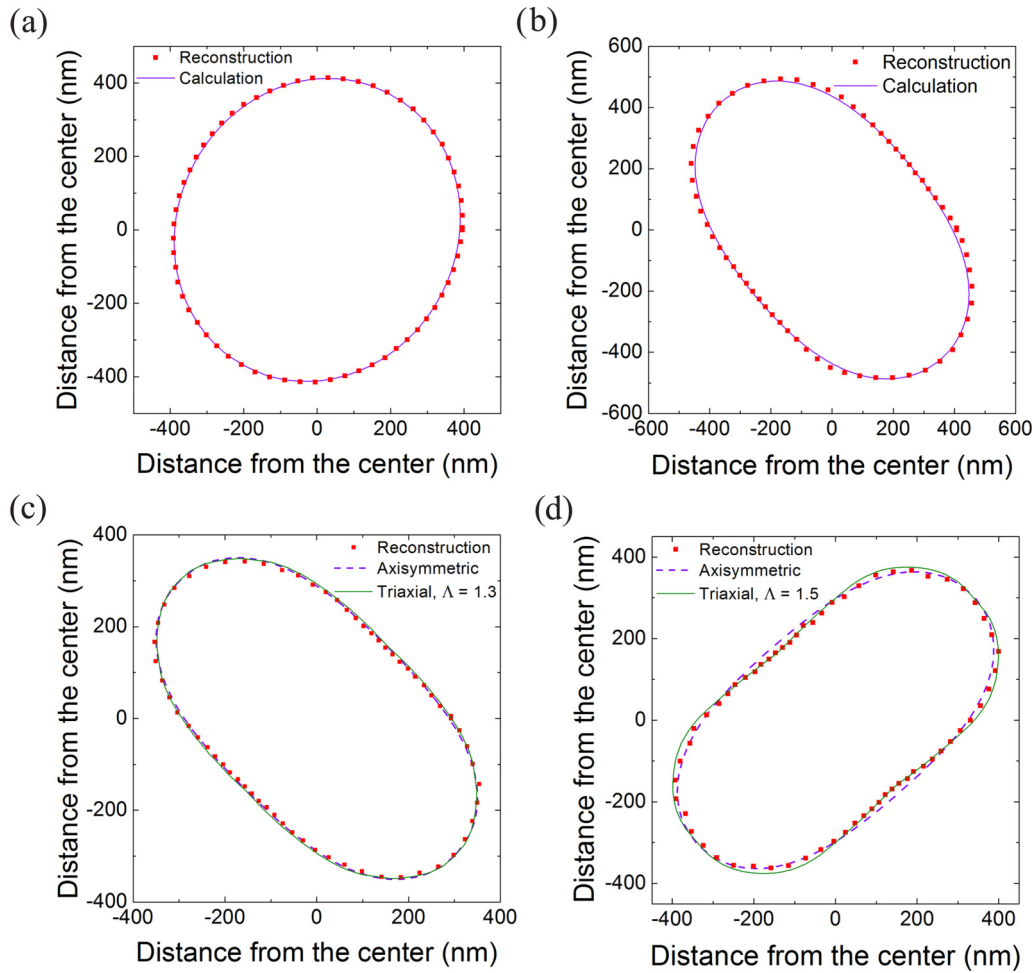 (a)
Reconstruction
Calculation
Distance from the center (nm)
400
200
0
-200
-400
-400 -200 0 200 400
Distance from the center (nm)
(b)
Reconstruction
Calculation
Distance from the center (nm)
600
400
200
0
-200
-400
-600
-600 -400 -200 0 200 400 600
Distance from the center (nm)
(c)
Reconstruction
Axisymmetric
Triaxial, Λ = 1.3
Distance from the center (nm)
400
200
0
-200
-400
-400 -200 0 200 400
Distance from the center (nm)
(d)
Reconstruction
Axisymmetric
Triaxial, Λ = 1.5
Distance from the center (nm)
400
200
0
-200
-400
-400 -200 0 200 400
Distance from the center (nm)